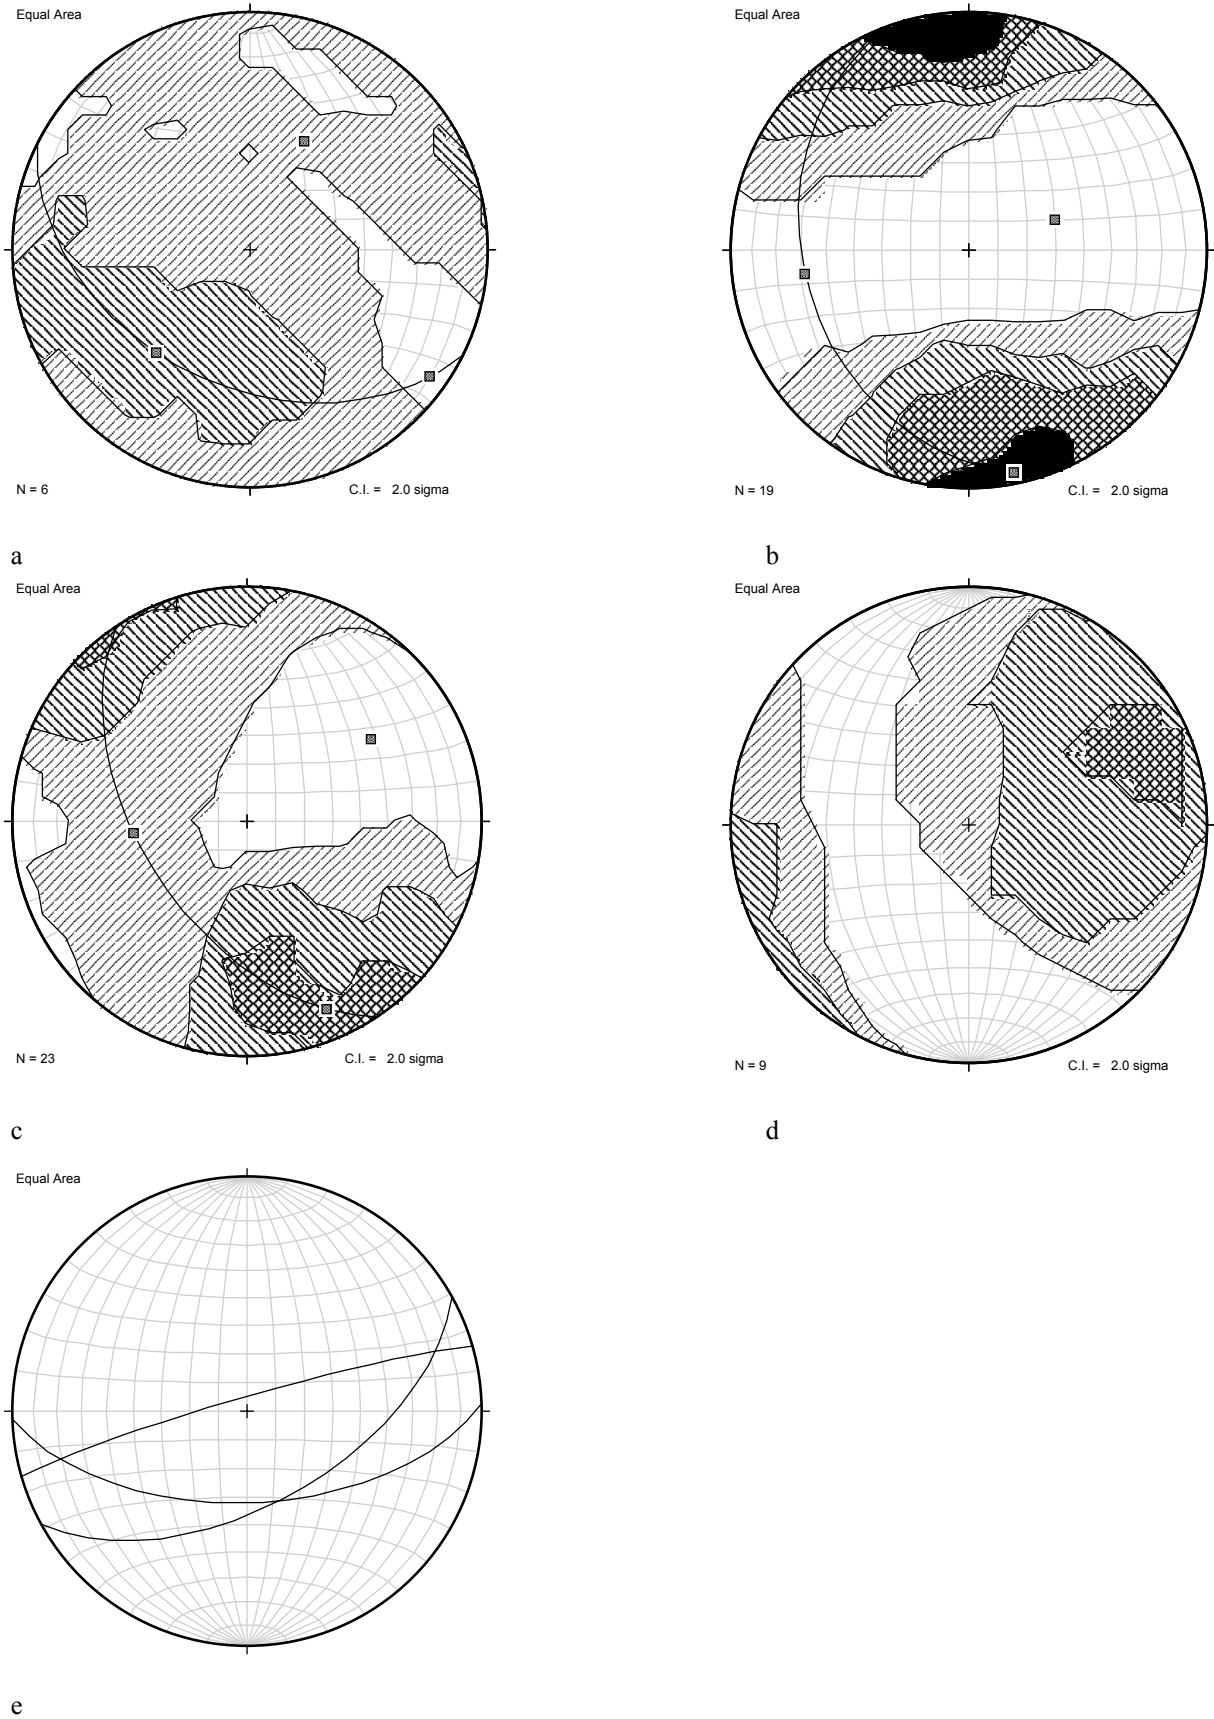 Equal Area
Equal Area
N = 6 C.I. = 2.0 sigma
N = 19 C.I. = 2.0 sigma
a
b
Equal Area
Equal Area
N = 23 C.I. = 2.0 sigma
N = 9 C.I. = 2.0 sigma
c
d
Equal Area
e